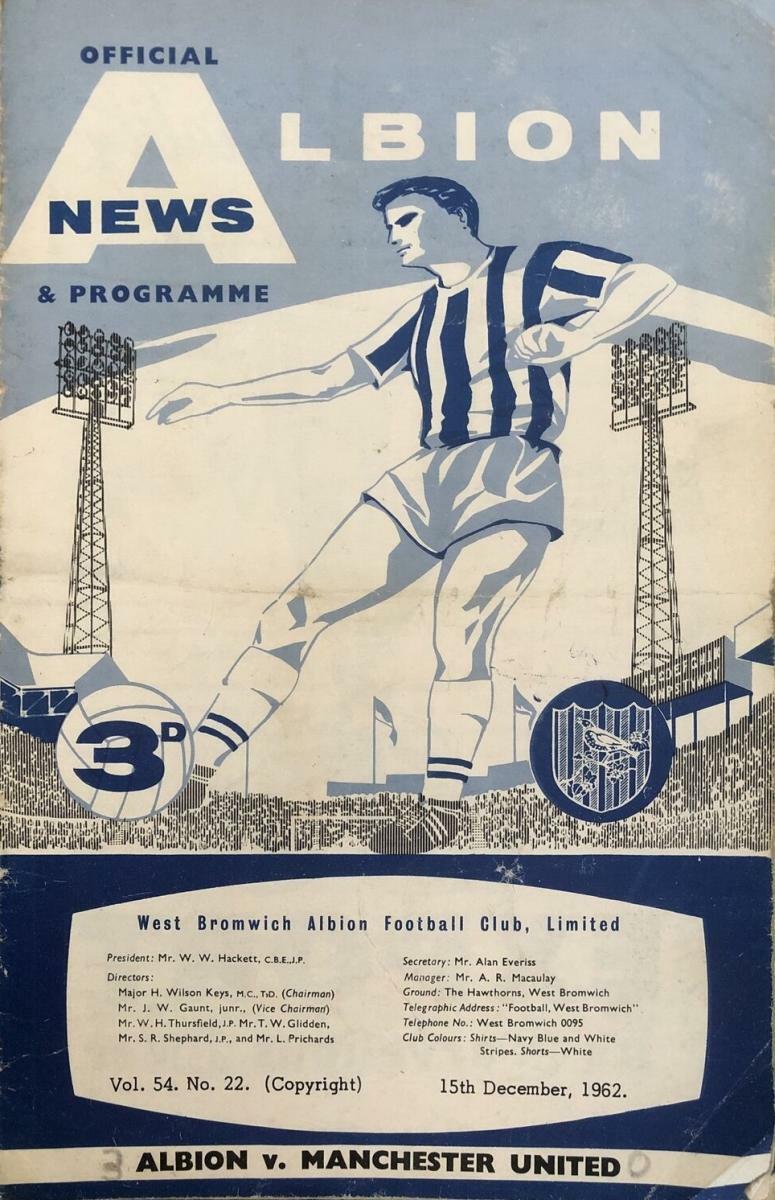 OFFICIAL
ALBION
NEWS
& PROGRAMME
3D
West Bromwich Albion Football Club, Limited
President: Mr. W. W. Hackett, C.B.E.,J.P.
Directors:
Major H. Wilson Keys, M.C., T.D. (Chairman)
Mr. J. W. Gaunt, junr., (Vice Chairman)
Mr. W. H. Thursfield, J.P. Mr. T. W. Glidden,
Mr. S. R. Shephard, J.P., and Mr. L. Prichards
Secretary: Mr. Alan Everiss
Manager: Mr. A. R. Macaulay
Ground: The Hawthorns, West Bromwich
Telegraphic Address: "Football, West Bromwich"
Telephone No.: West Bromwich 0095
Club Colours: Shirts—Navy Blue and White
Stripes. Shorts—White
Vol. 54. No. 22. (Copyright)
15th December, 1962.
3 ALBION v. MANCHESTER UNITED 0